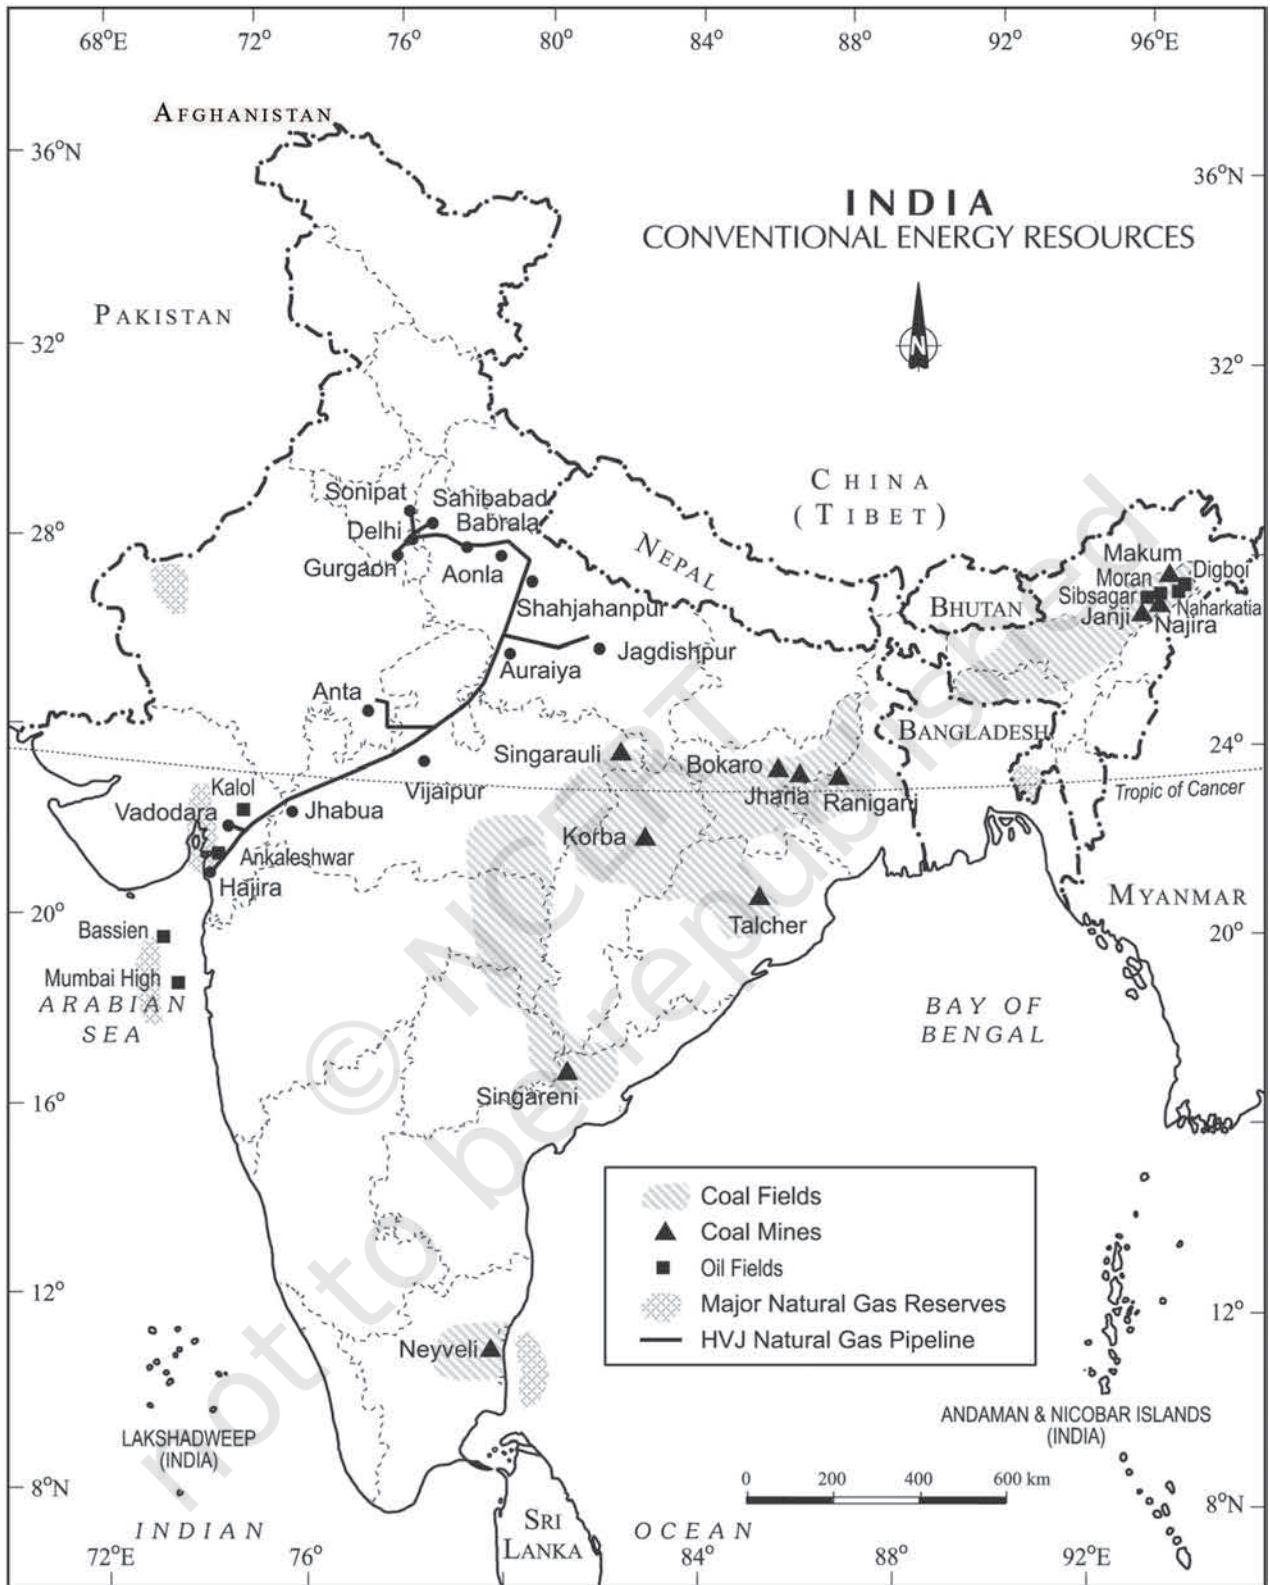 68°E 72° 76° 80° 84° 88° 92° 96°E
AFGHANISTAN
36°N
36°N
INDIA
CONVENTIONAL ENERGY RESOURCES
PAKISTAN
N
32°
32°
CHINA
(TIBET)
Sonipat
Sahibabad
Delhi
Babrala
28°
Gurgaon
Aonla
NEPAL
Makum
Digboi
Moran
Sibsagar
Naharkatia
Janji
Najira
BHUTAN
Shahjahanpur
Auraiya
Jagdishpur
Anta
BANGLADESH
24°
Singarauli
Bokaro
Jharia
Raniganj
Tropic of Cancer
Vijaipur
Kalol
Vadodara
Jhabua
Korba
Ankaleshwar
Hajira
MYANMAR
20°
20°
Talcher
Bassien
Mumbai High
ARABIAN
SEA
BAY OF
BENGAL
Singareni
16°
Coal Fields
Coal Mines
Oil Fields
Major Natural Gas Reserves
HVJ Natural Gas Pipeline
12°
12°
Neyveli
LAKSHADWEEP
(INDIA)
ANDAMAN & NICOBAR ISLANDS
(INDIA)
0 200 400 600 km
8°N
8°N
INDIAN
OCEAN
SRI
LANKA
72°E 76° 84° 88° 92°E
© NCERT
not to be republished